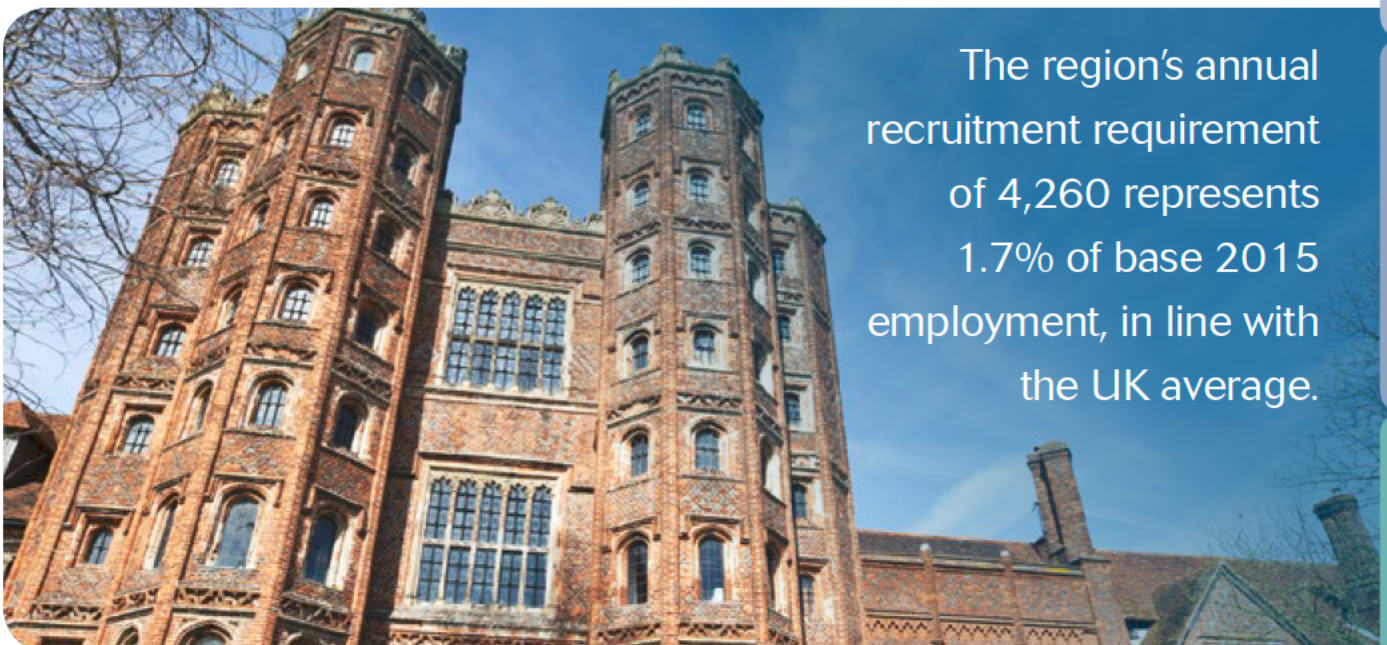 The region's annual
recruitment requirement
of 4,260 represents
1.7% of base 2015
employment, in line with
the UK average.